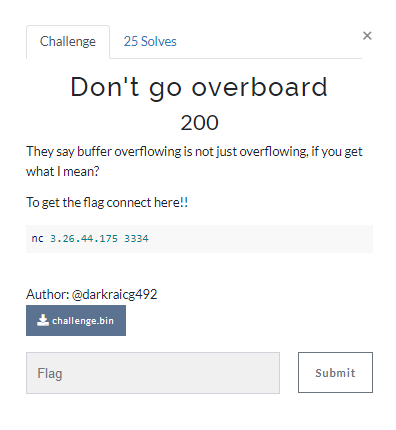 Challenge
25 Solves
×
Don't go overboard
200
They say buffer overflowing is not just overflowing, if you get
what I mean?
To get the flag connect here!!
nc 3.26.44.175 3334
Author: @darkraicg492
challenge.bin
Flag
Submit